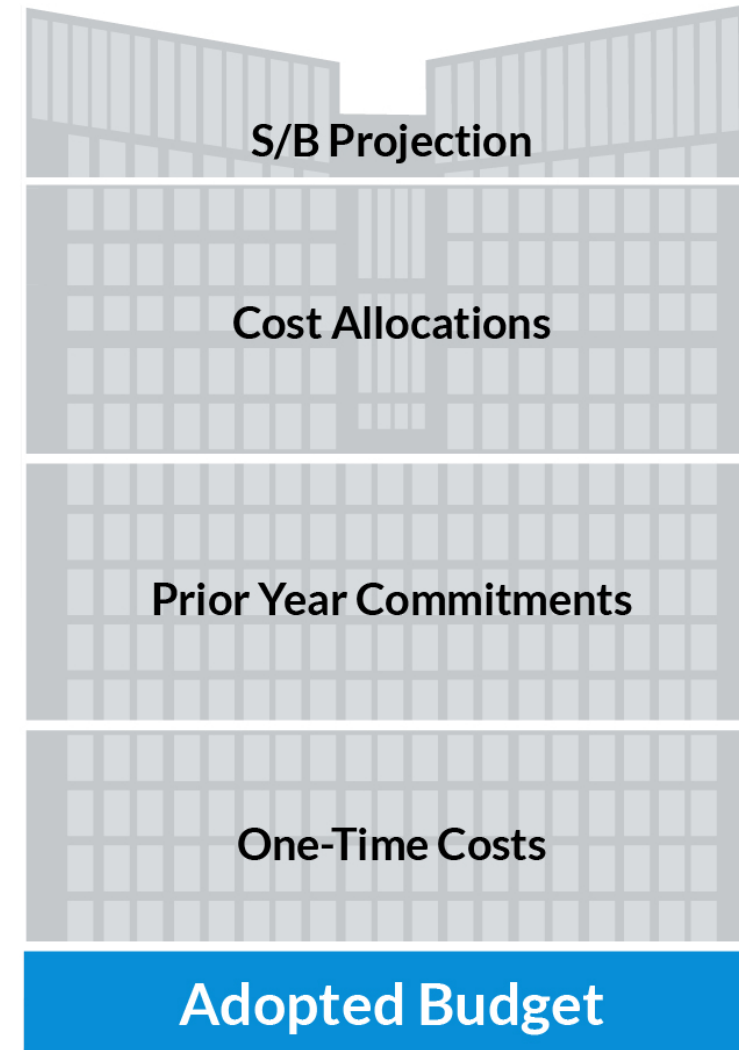 S/B Projection
Cost Allocations
Prior Year Commitments
One-Time Costs
Adopted Budget